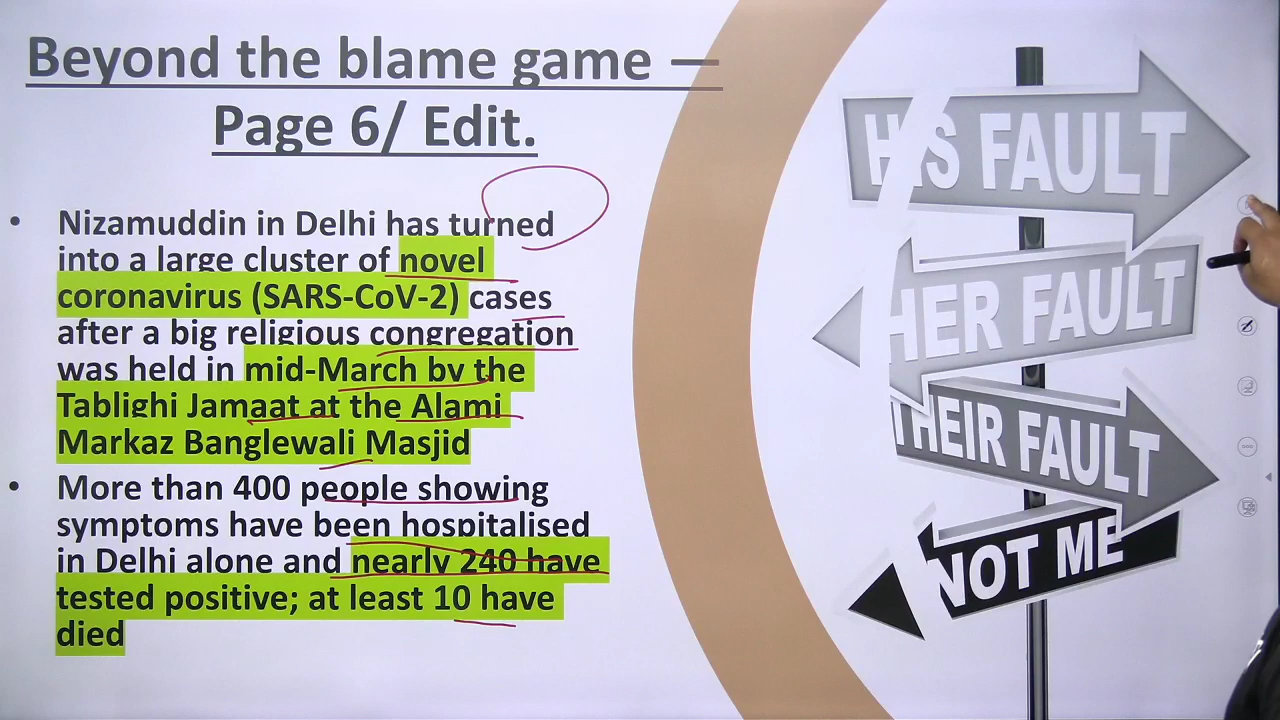 Beyond the blame game —
Page 6/ Edit.
• Nizamuddin in Delhi has turned
into a large cluster of novel
coronavirus (SARS-CoV-2) cases
after a big religious congregation
was held in mid-March by the
Tablighi Jamaat at the Alami
Markaz Banglewali Masjid
• More than 400 people showing
symptoms have been hospitalised
in Delhi alone and nearly 240 have
tested positive; at least 10 have
died
HIS FAULT
HER FAULT
THEIR FAULT
NOT ME